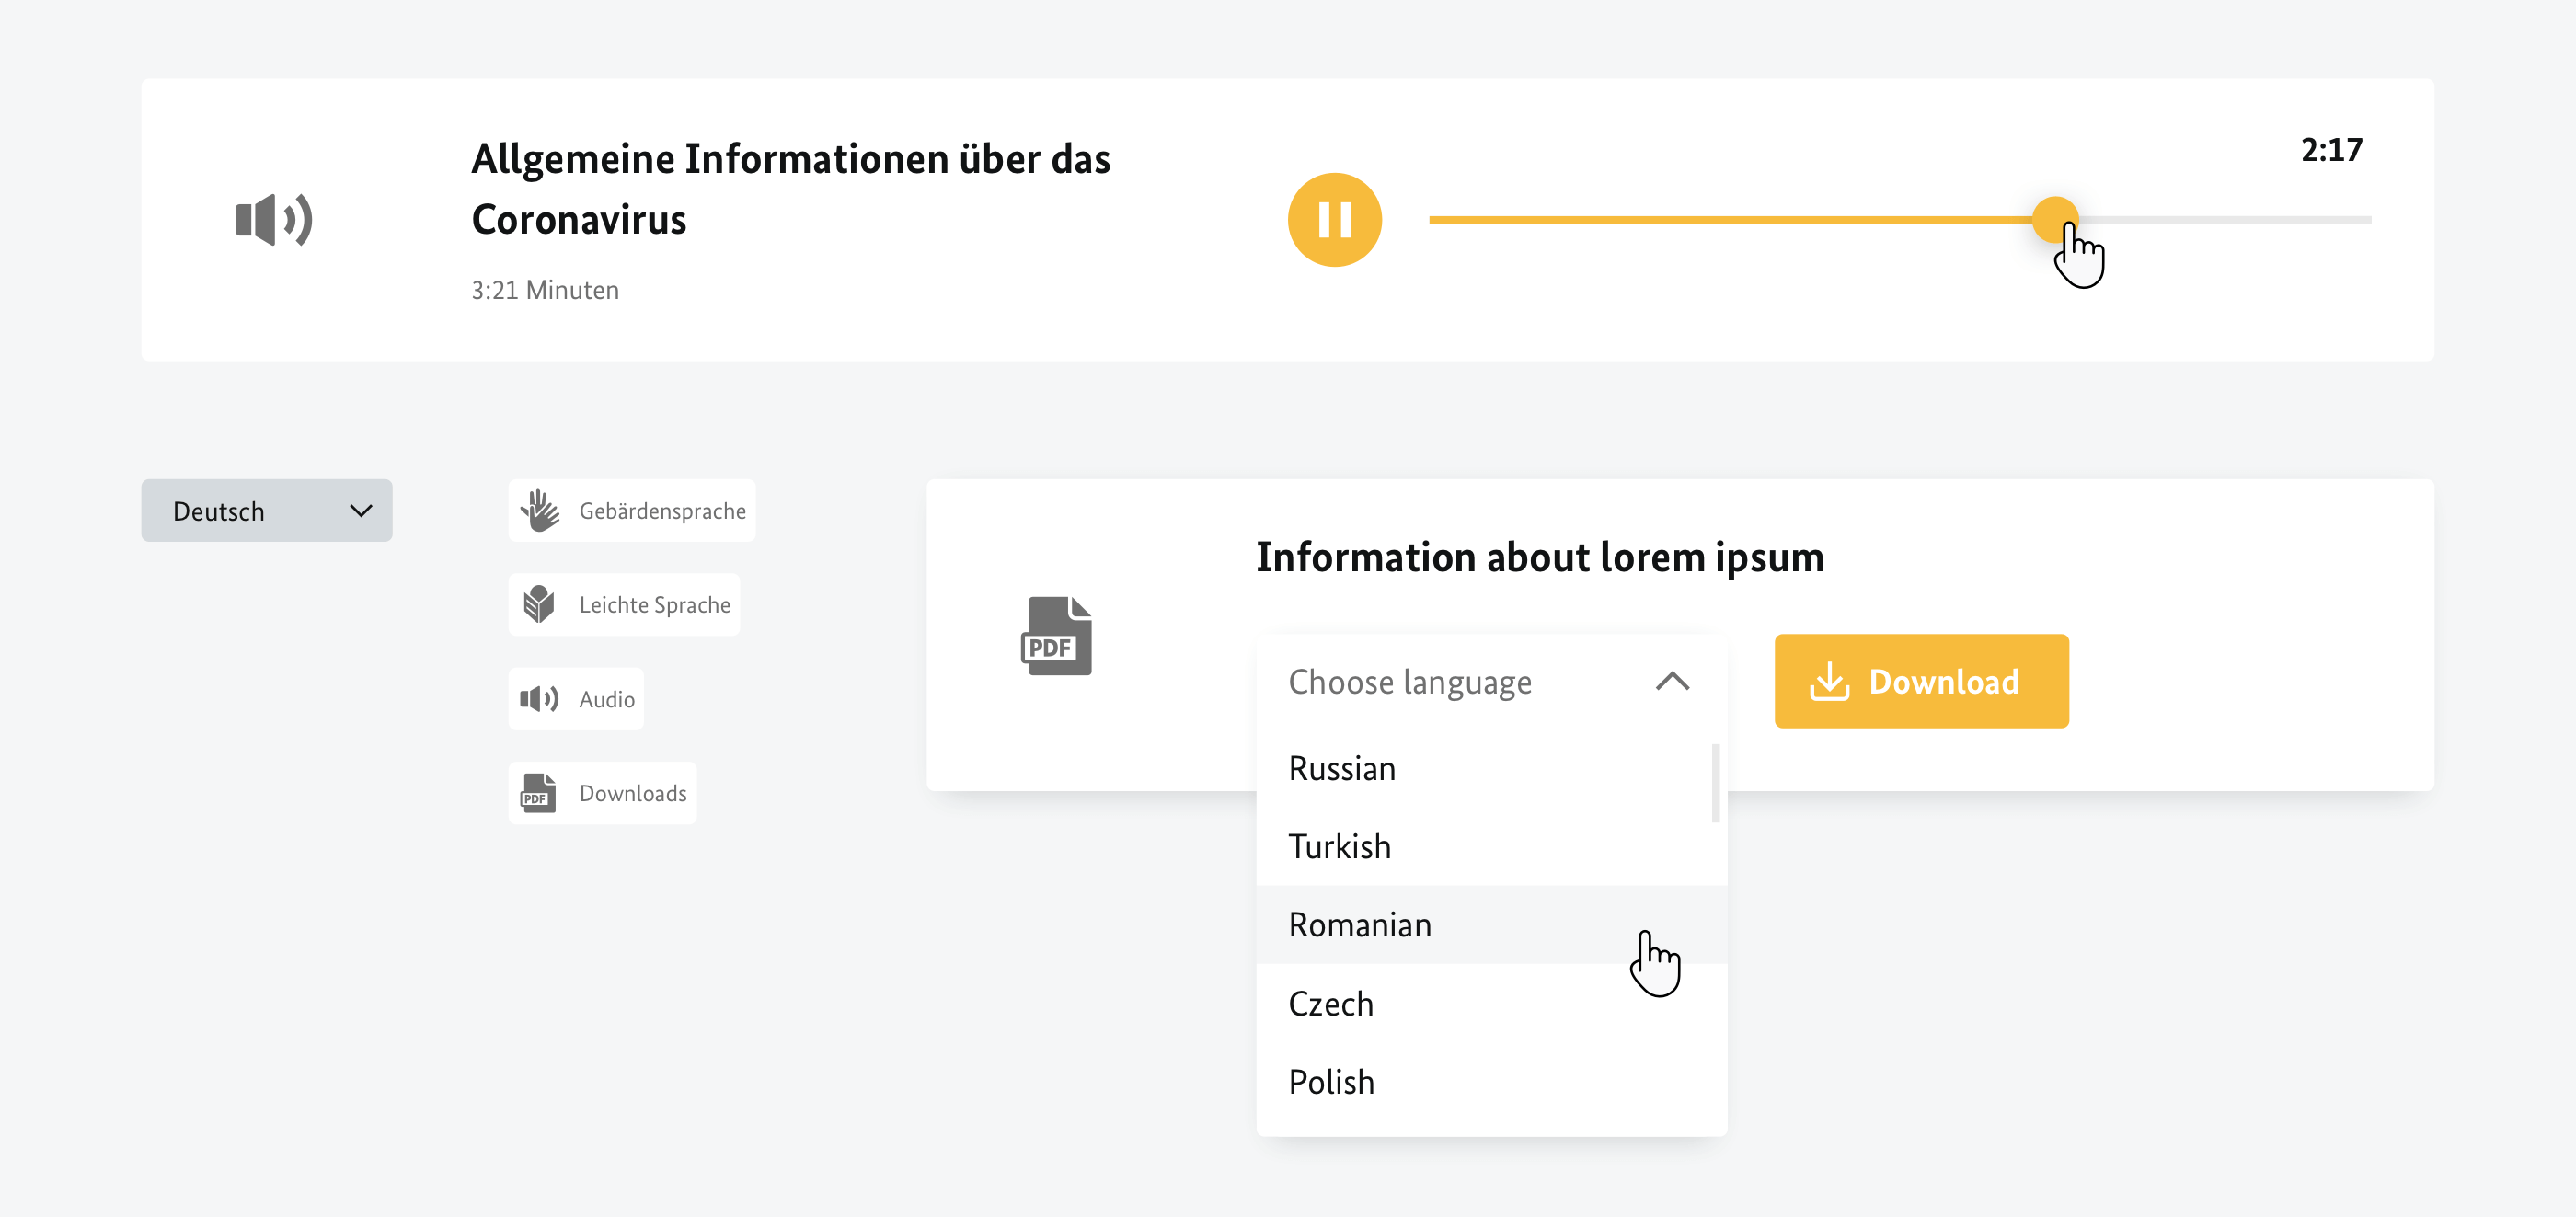 Allgemeine Informationen über das
Coronavirus
3:21 Minuten
2:17
Deutsch
Gebärdensprache
Leichte Sprache
Audio
PDF
Downloads
PDF
Information about lorem ipsum
Choose language
Download
Russian
Turkish
Romanian
Czech
Polish